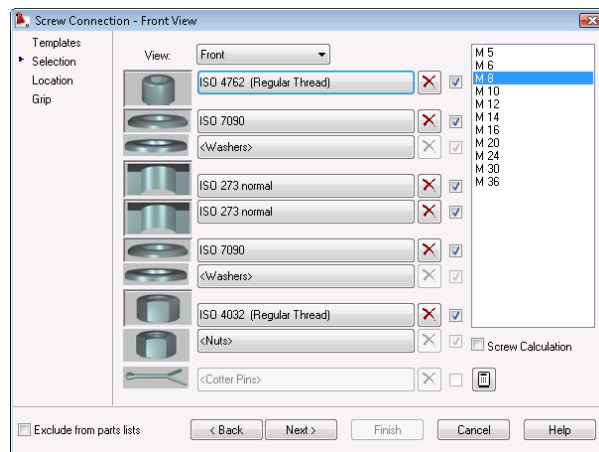 Screw Connection - Front View
Templates
Selection
Location
Grip
View: Front
ISO 4762 (Regular Thread)
ISO 7090
<Washers>
ISO 273 normal
ISO 273 normal
ISO 7090
<Washers>
ISO 4032 (Regular Thread)
<Nuts>
<Cotter Pins>
M 5
M 6
M 8
M 10
M 12
M 14
M 16
M 20
M 24
M 30
M 36
Screw Calculation
Exclude from parts lists
< Back
Next >
Finish
Cancel
Help